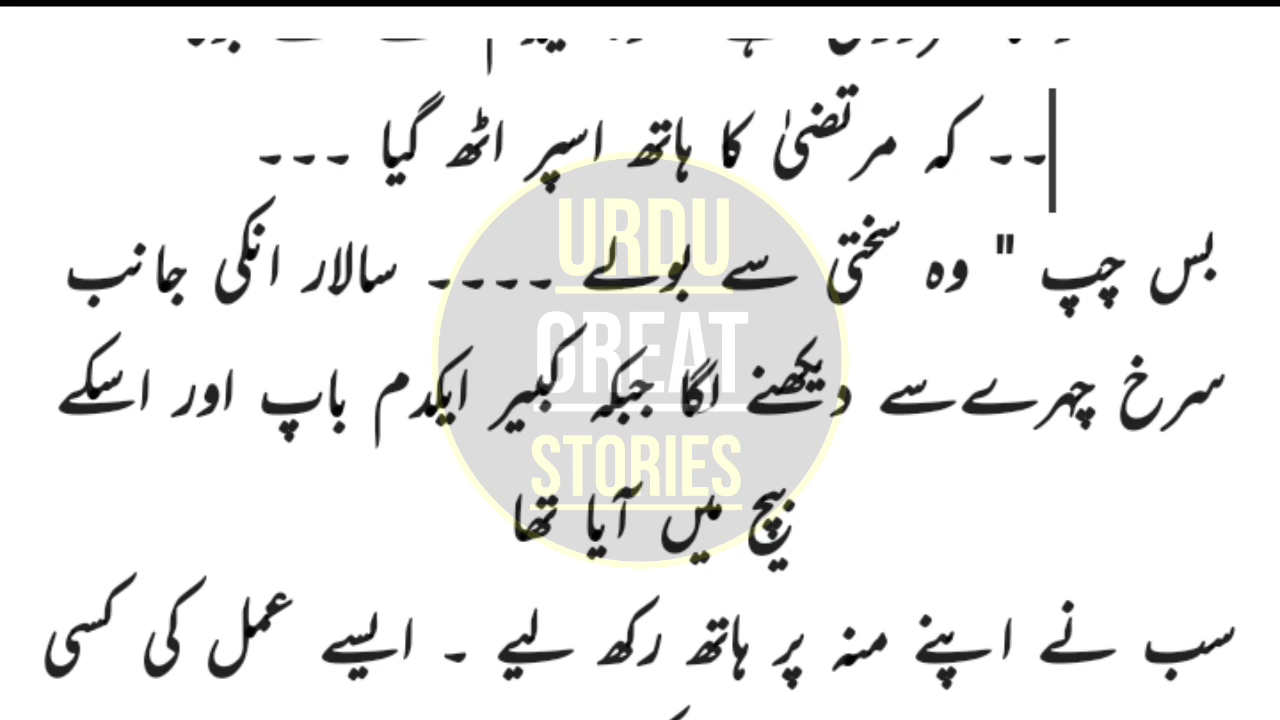 -- کہ مرتضیٰ کا ہاتھ اسپر اٹھ گیا ---
بس چپ " وہ سختی سے بولے ---- سالار انکی جانب
سرخ چہرے سے دیکھنے لگا جبکہ کبیر ایکدم باپ اور اسکے
بیچ میں آیا تھا
سب نے اپنے منہ پر ہاتھ رکھ لیے ۔ ایسے عمل کی کسی
URDU
GREAT
STORIES